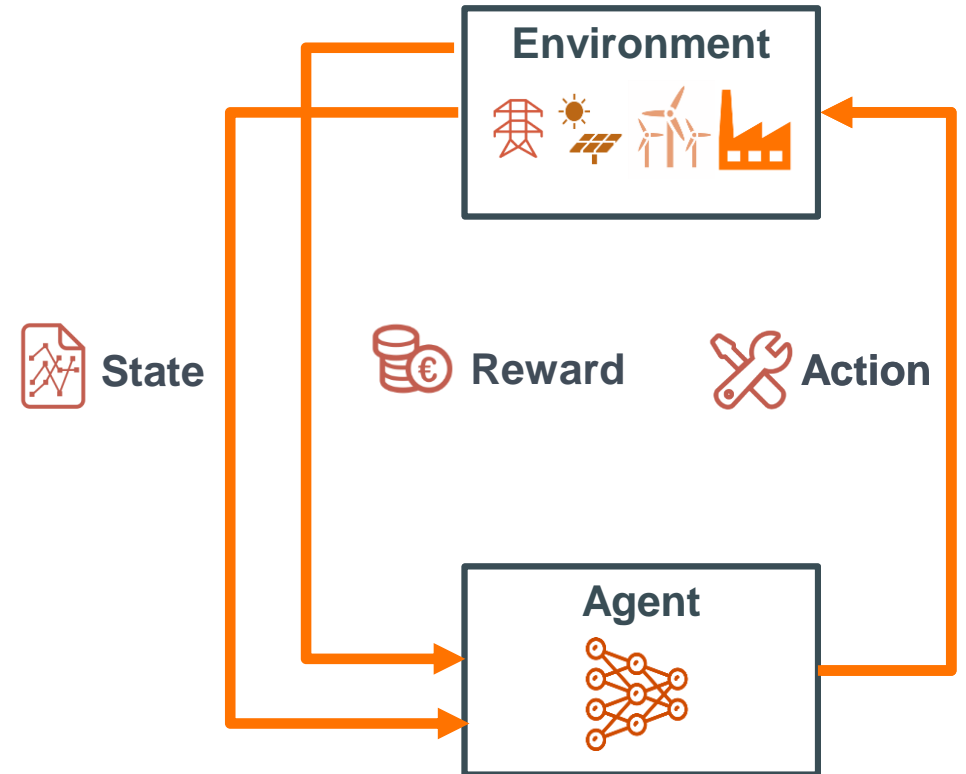 Environment
State
€
Reward
Action
Agent